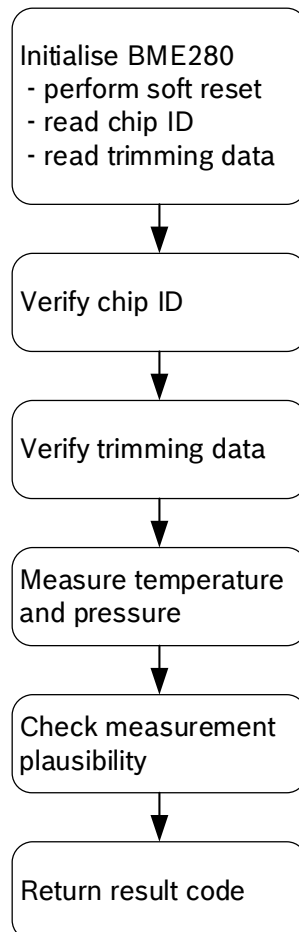 Initialise BME280
- perform soft reset
- read chip ID
- read trimming data
Verify chip ID
Verify trimming data
Measure temperature
and pressure
Check measurement
plausibility
Return result code